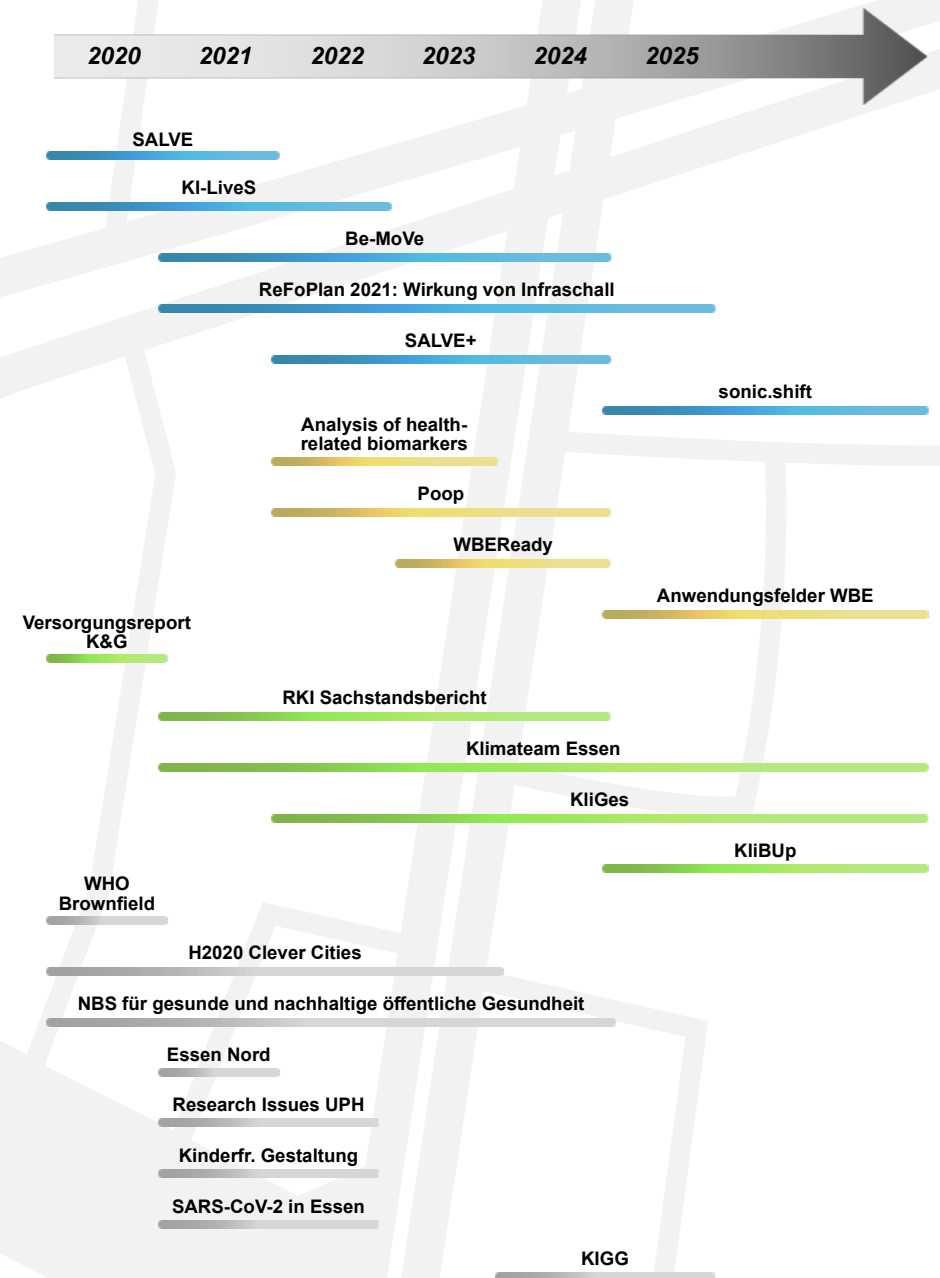 2020 2021 2022 2023 2024 2025
SALVE
KI-LiveS
Be-MoVe
ReFoPlan 2021: Wirkung von Infraschall
SALVE+
sonic.shift
Analysis of health-
related biomarkers
Poop
WBEReady
Anwendungsfelder WBE
Versorgungsreport
K&G
RKI Sachstandsbericht
Klimateam Essen
KliGes
KliBUp
WHO
Brownfield
H2020 Clever Cities
NBS für gesunde und nachhaltige öffentliche Gesundheit
Essen Nord
Research Issues UPH
Kinderfr. Gestaltung
SARS-CoV-2 in Essen
KIGG